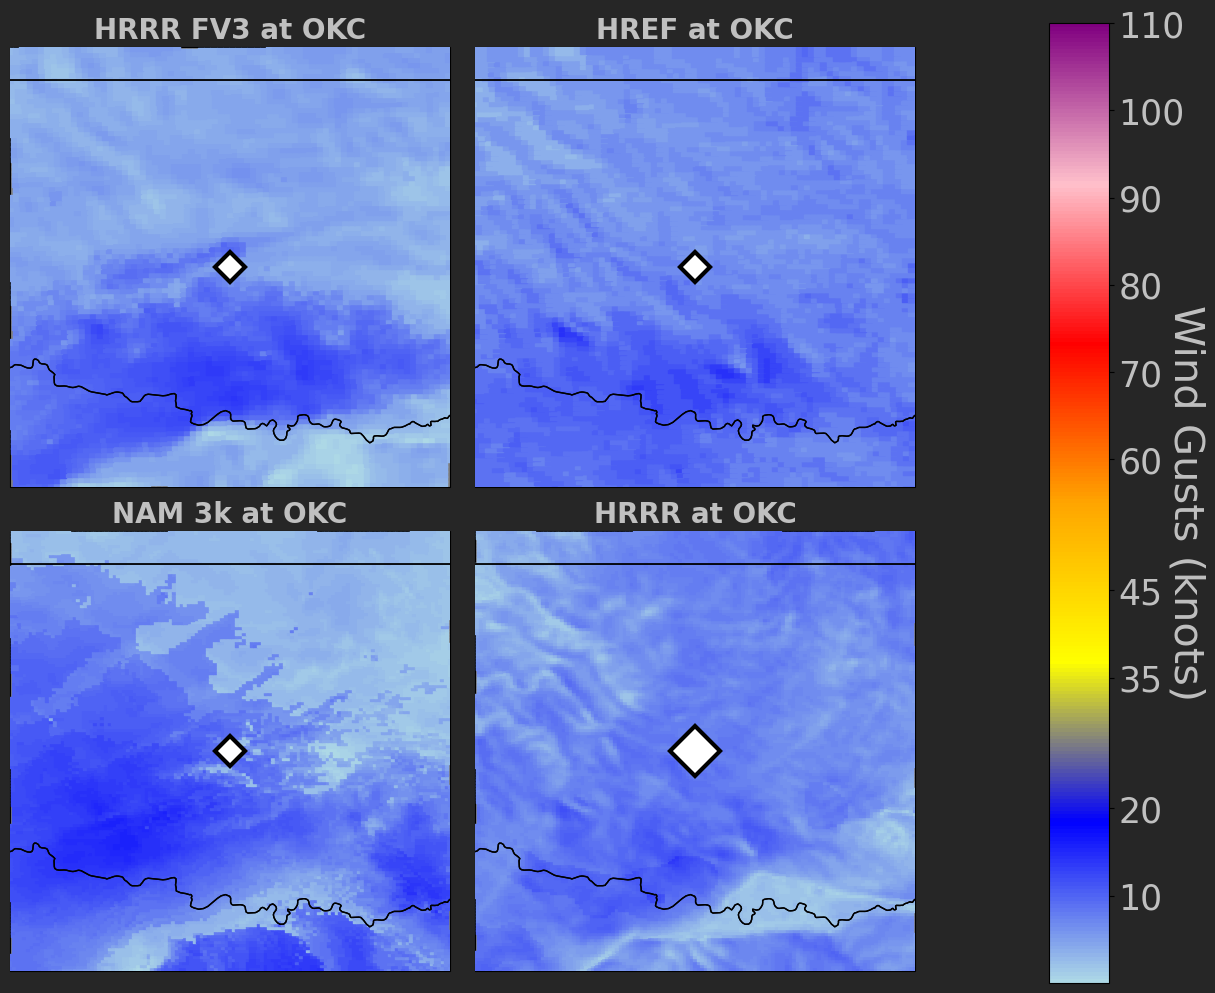 HRRR FV3 at OKC
HREF at OKC
NAM 3k at OKC
HRRR at OKC
110
100
90
80
70
60
45
35
20
10
Wind Gusts (knots)